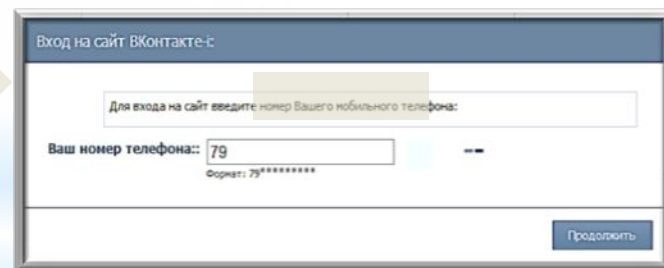 Вход на сайт ВКонтакте-i:
Для входа на сайт введите номер Вашего мобильного телефона:
Ваш номер телефона:: 79
Формат: 79*********
Продолжить